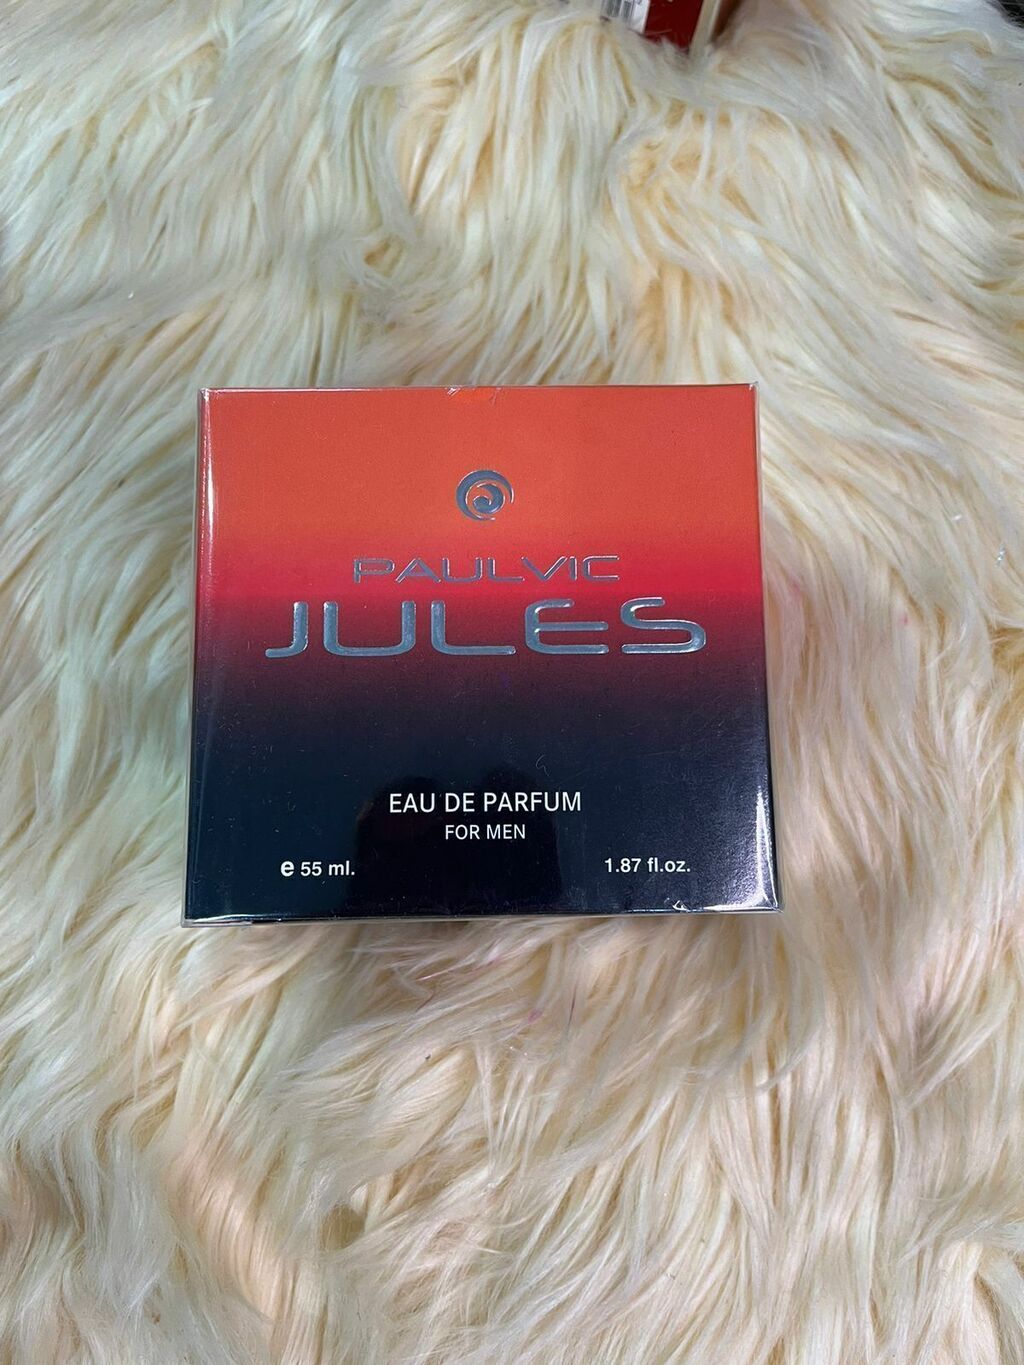 PAULVIC
JULES
EAU DE PARFUM
FOR MEN
e 55 ml.
1.87 fl.oz.